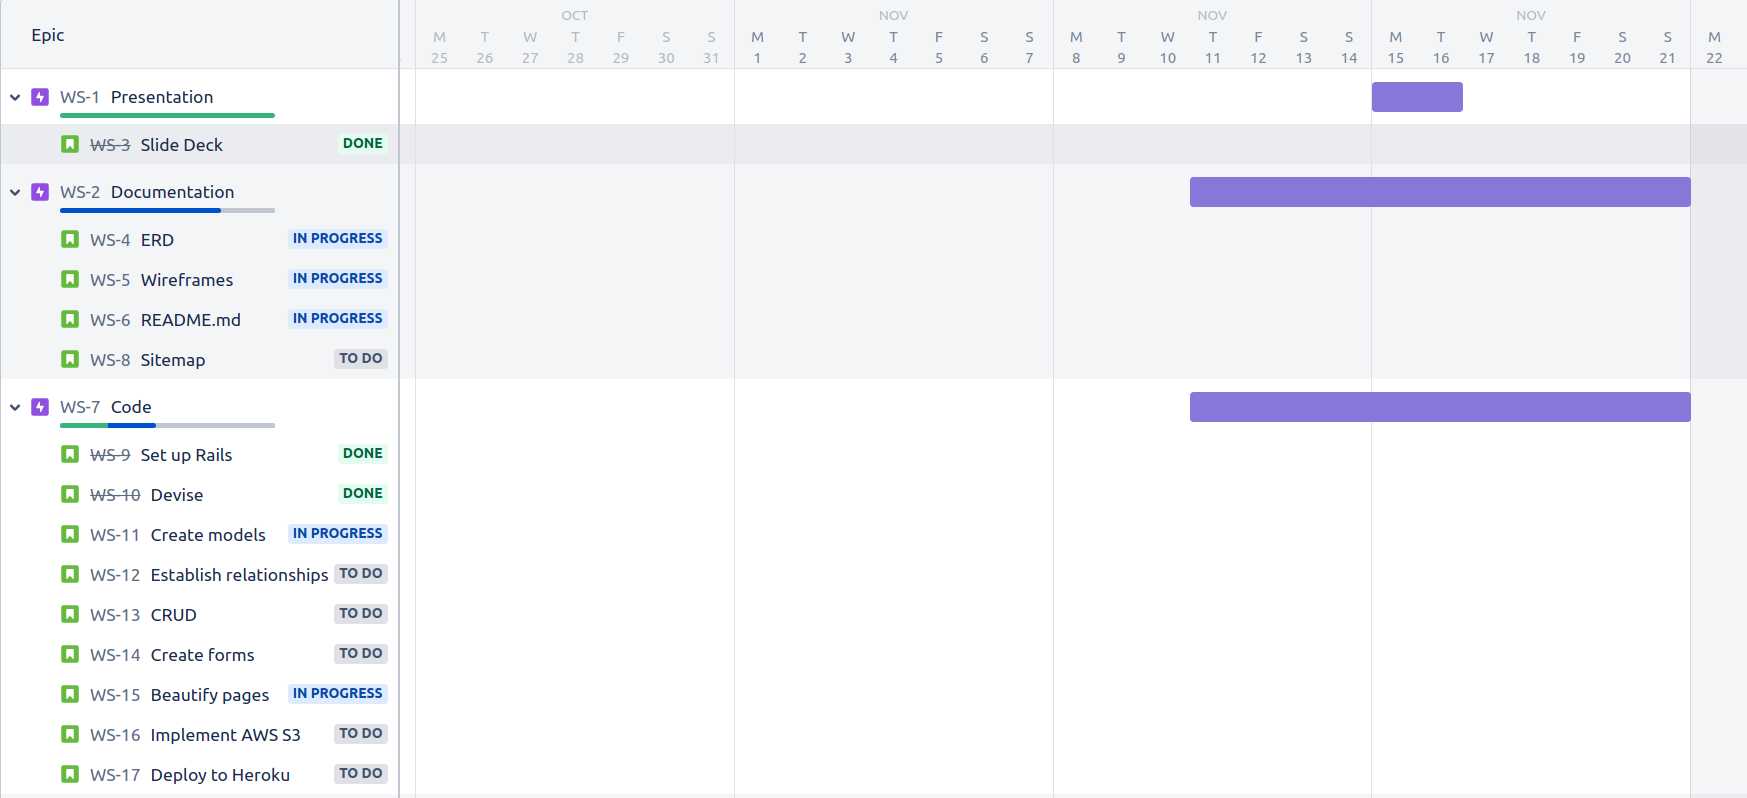 Epic
OCT NOV NOV NOV
M T W T F S S M T W T F S S M T W T F S S M T W T F S S M
25 26 27 28 29 30 31 1 2 3 4 5 6 7 8 9 10 11 12 13 14 15 16 17 18 19 20 21 22
WS-1 Presentation
WS-3 Slide Deck DONE
WS-2 Documentation
WS-4 ERD IN PROGRESS
WS-5 Wireframes IN PROGRESS
WS-6 README.md IN PROGRESS
WS-8 Sitemap TO DO
WS-7 Code
WS-9 Set up Rails DONE
WS-10 Devise DONE
WS-11 Create models IN PROGRESS
WS-12 Establish relationships TO DO
WS-13 CRUD TO DO
WS-14 Create forms TO DO
WS-15 Beautify pages IN PROGRESS
WS-16 Implement AWS S3 TO DO
WS-17 Deploy to Heroku TO DO